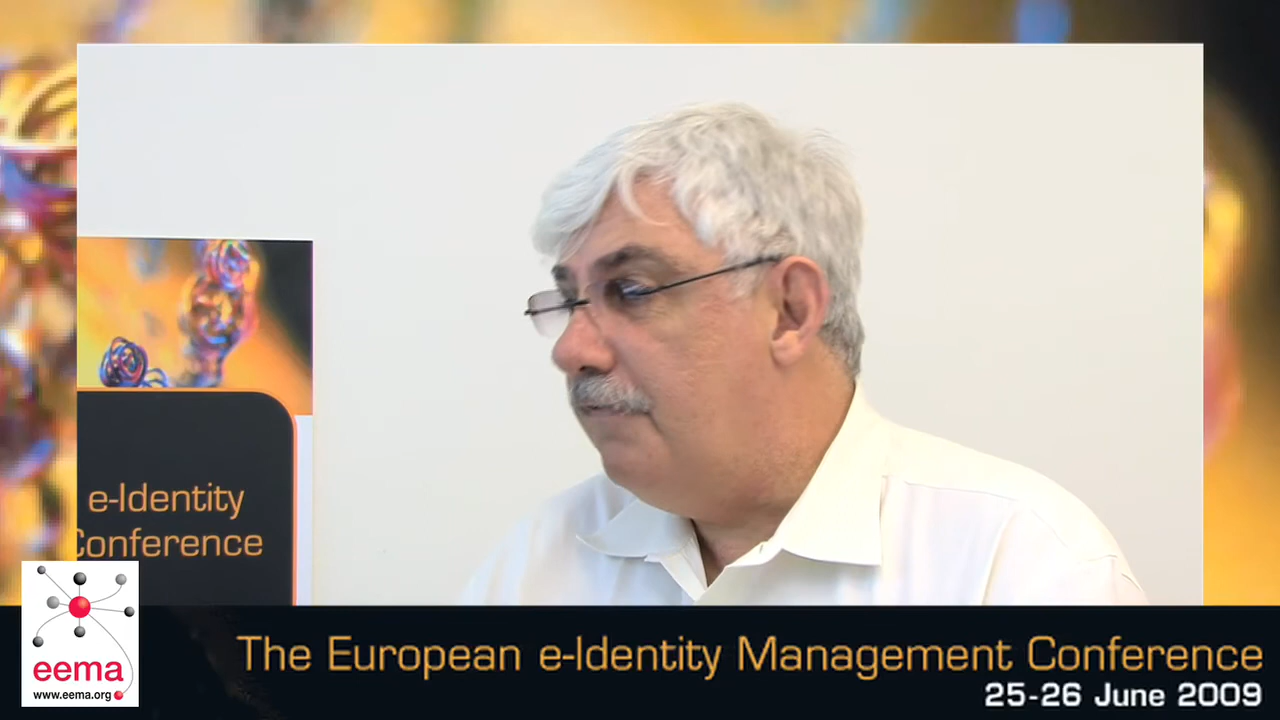 e-Identity
Conference
eema
www.eema.org
The European e-Identity Management Conference
25-26 June 2009